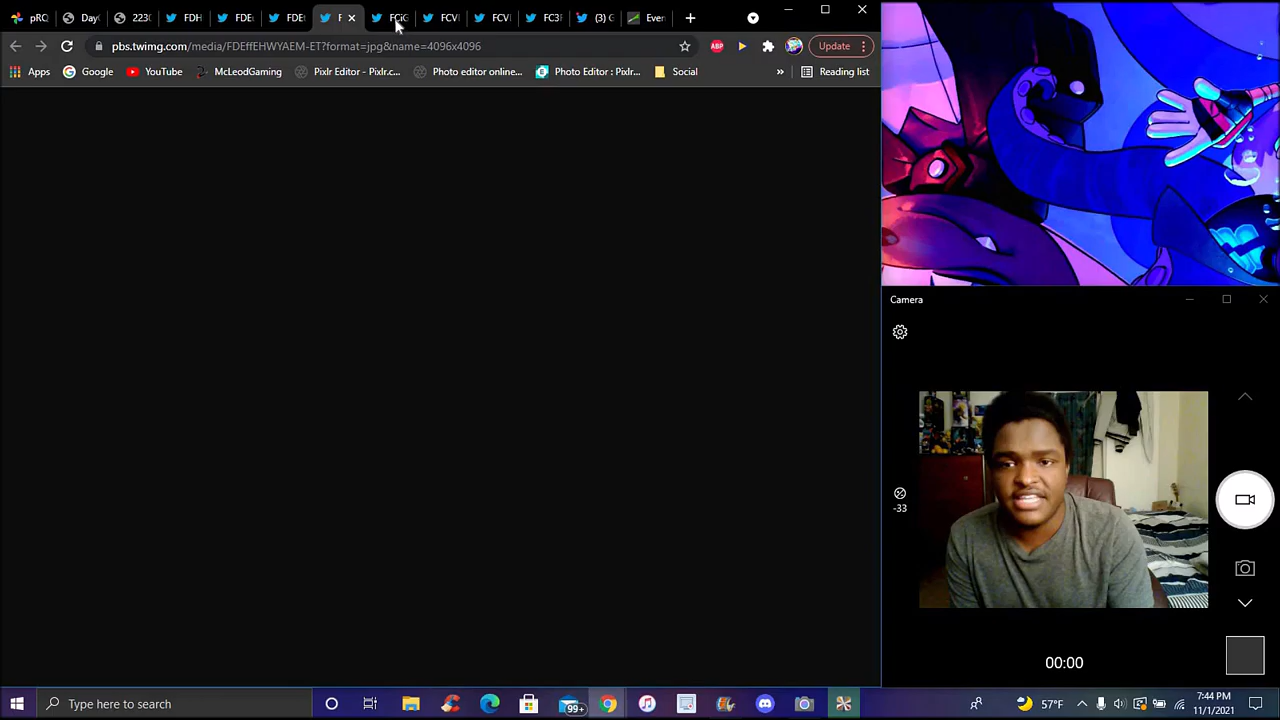 pRC Day 223( FDH FDE FDE F FCiG FCV FCV FC3 (3) G Ever
pbs.twimg.com/media/FDEffEHWYAEM-ET?format=jpg&name=4096x4096 ABP Update
Apps Google YouTube McLeodGaming Pixlr Editor - Pixlr.c... Photo editor online... Photo Editor : Pixlr... Social » Reading list
Camera
-33
00:00
Type here to search 99+ 57°F 7:44 PM
11/1/2021